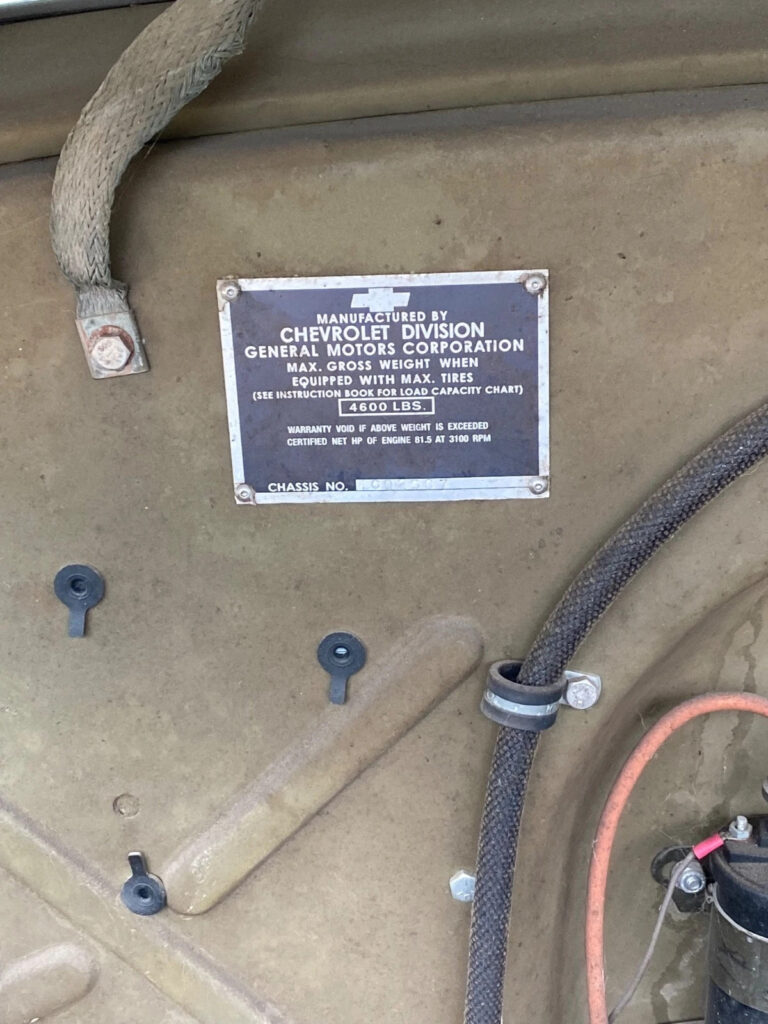 MANUFACTURED BY
CHEVROLET DIVISION
GENERAL MOTORS CORPORATION
MAX. GROSS WEIGHT WHEN
EQUIPPED WITH MAX. TIRES
(SEE INSTRUCTION BOOK FOR LOAD CAPACITY CHART)
4600 LBS.
WARRANTY VOID IF ABOVE WEIGHT IS EXCEEDED
CERTIFIED NET HP OF ENGINE 81.5 AT 3100 RPM
CHASSIS NO.